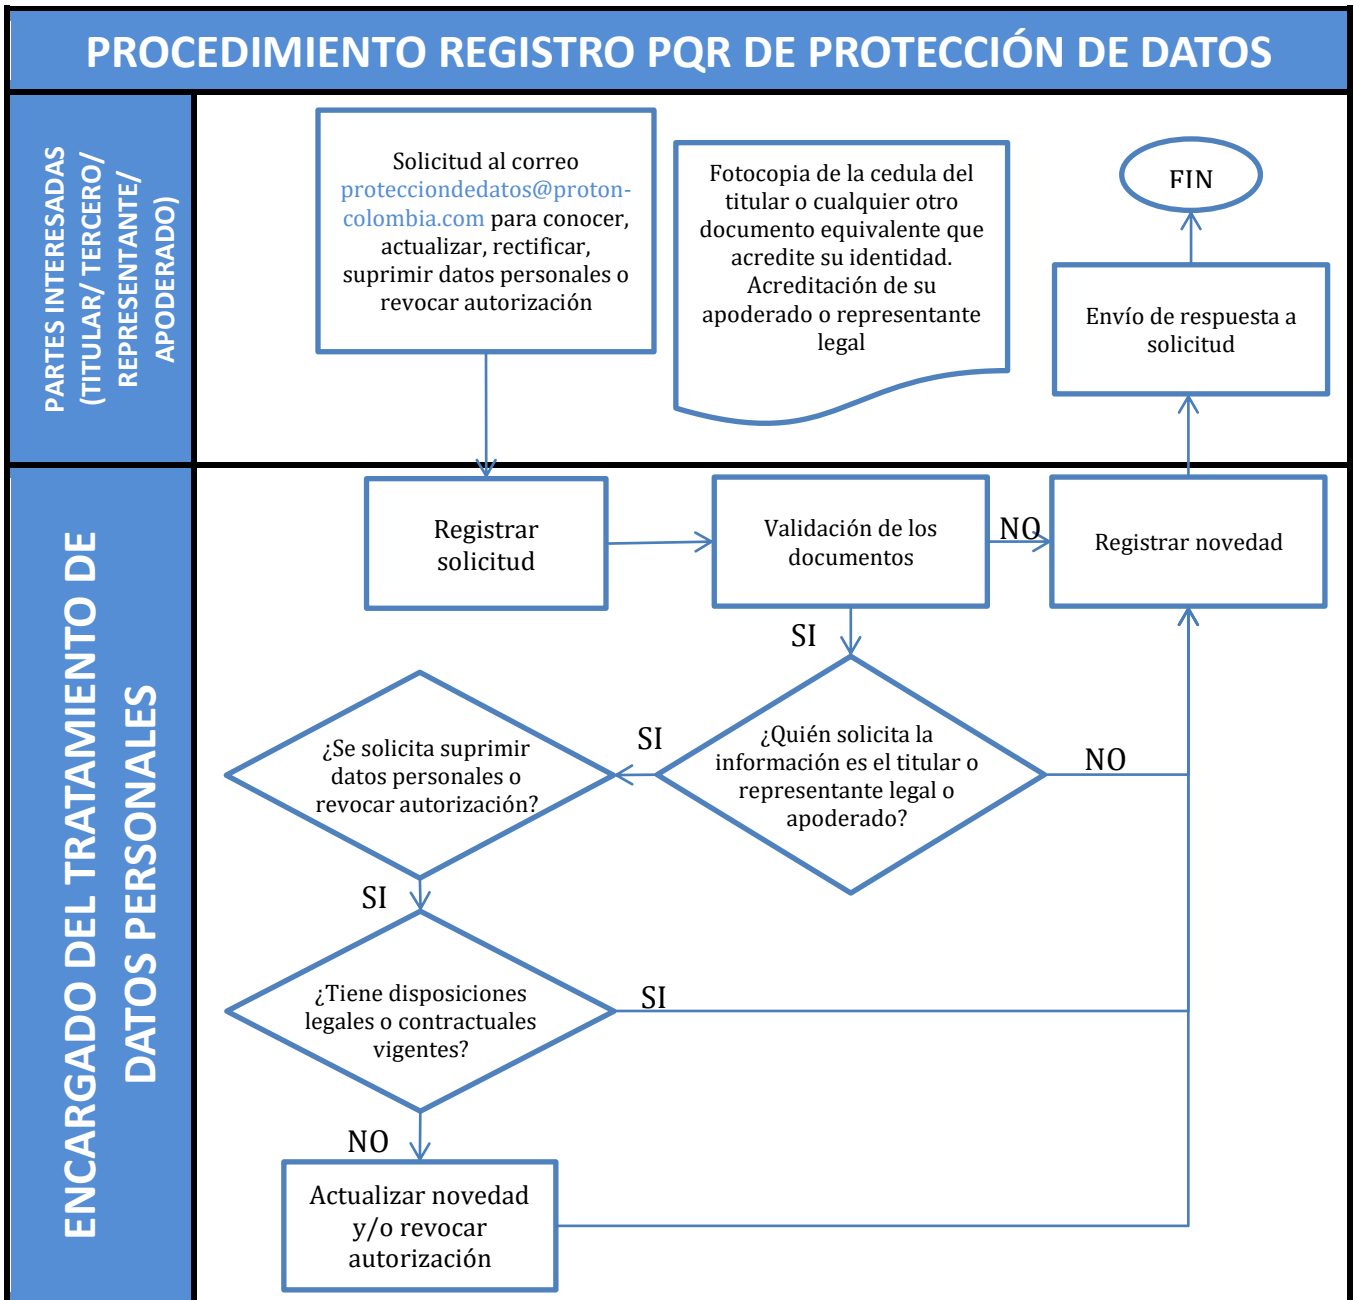 PROCEDIMIENTO REGISTRO PQR DE PROTECCIÓN DE DATOS
PARTES INTERESADAS
(TITULAR/ TERCERO/
REPRESENTANTE/
APODERADO)
Solicitud al correo
protecciondedatos@proton-
colombia.com para conocer,
actualizar, rectificar,
suprimir datos personales o
revocar autorización
Fotocopia de la cedula del
titular o cualquier otro
documento equivalente que
acredite su identidad.
Acreditación de su
apoderado o representante
legal
FIN
Envío de respuesta a
solicitud
ENCARGADO DEL TRATAMIENTO DE
DATOS PERSONALES
Registrar
solicitud
Validación de los
documentos
NO
Registrar novedad
SI
¿Quién solicita la
información es el titular o
representante legal o
apoderado?
NO
SI
¿Se solicita suprimir
datos personales o
revocar autorización?
SI
¿Tiene disposiciones
legales o contractuales
vigentes?
SI
NO
Actualizar novedad
y/o revocar
autorización